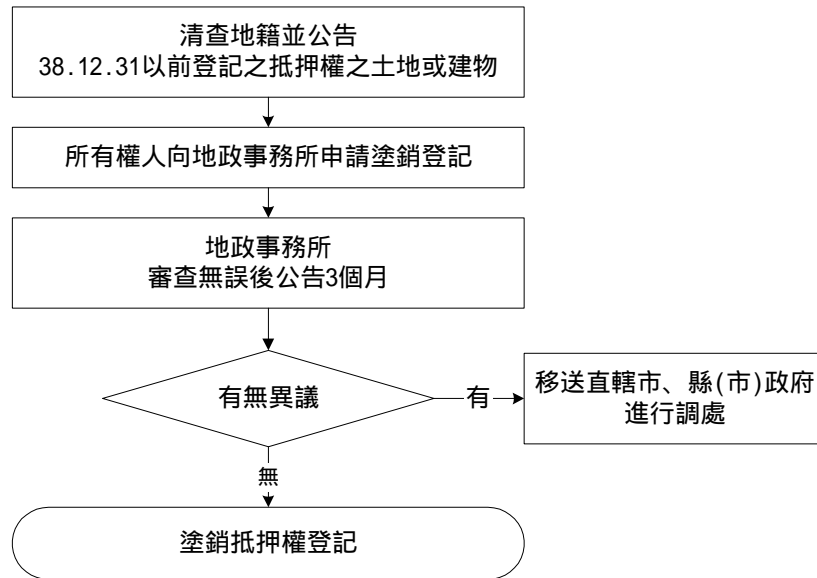 清查地籍並公告
38.12.31以前登記之抵押權之土地或建物
所有權人向地政事務所申請塗銷登記
地政事務所
審查無誤後公告3個月
有無異議
有
移送直轄市、縣(市)政府
進行調處
無
塗銷抵押權登記